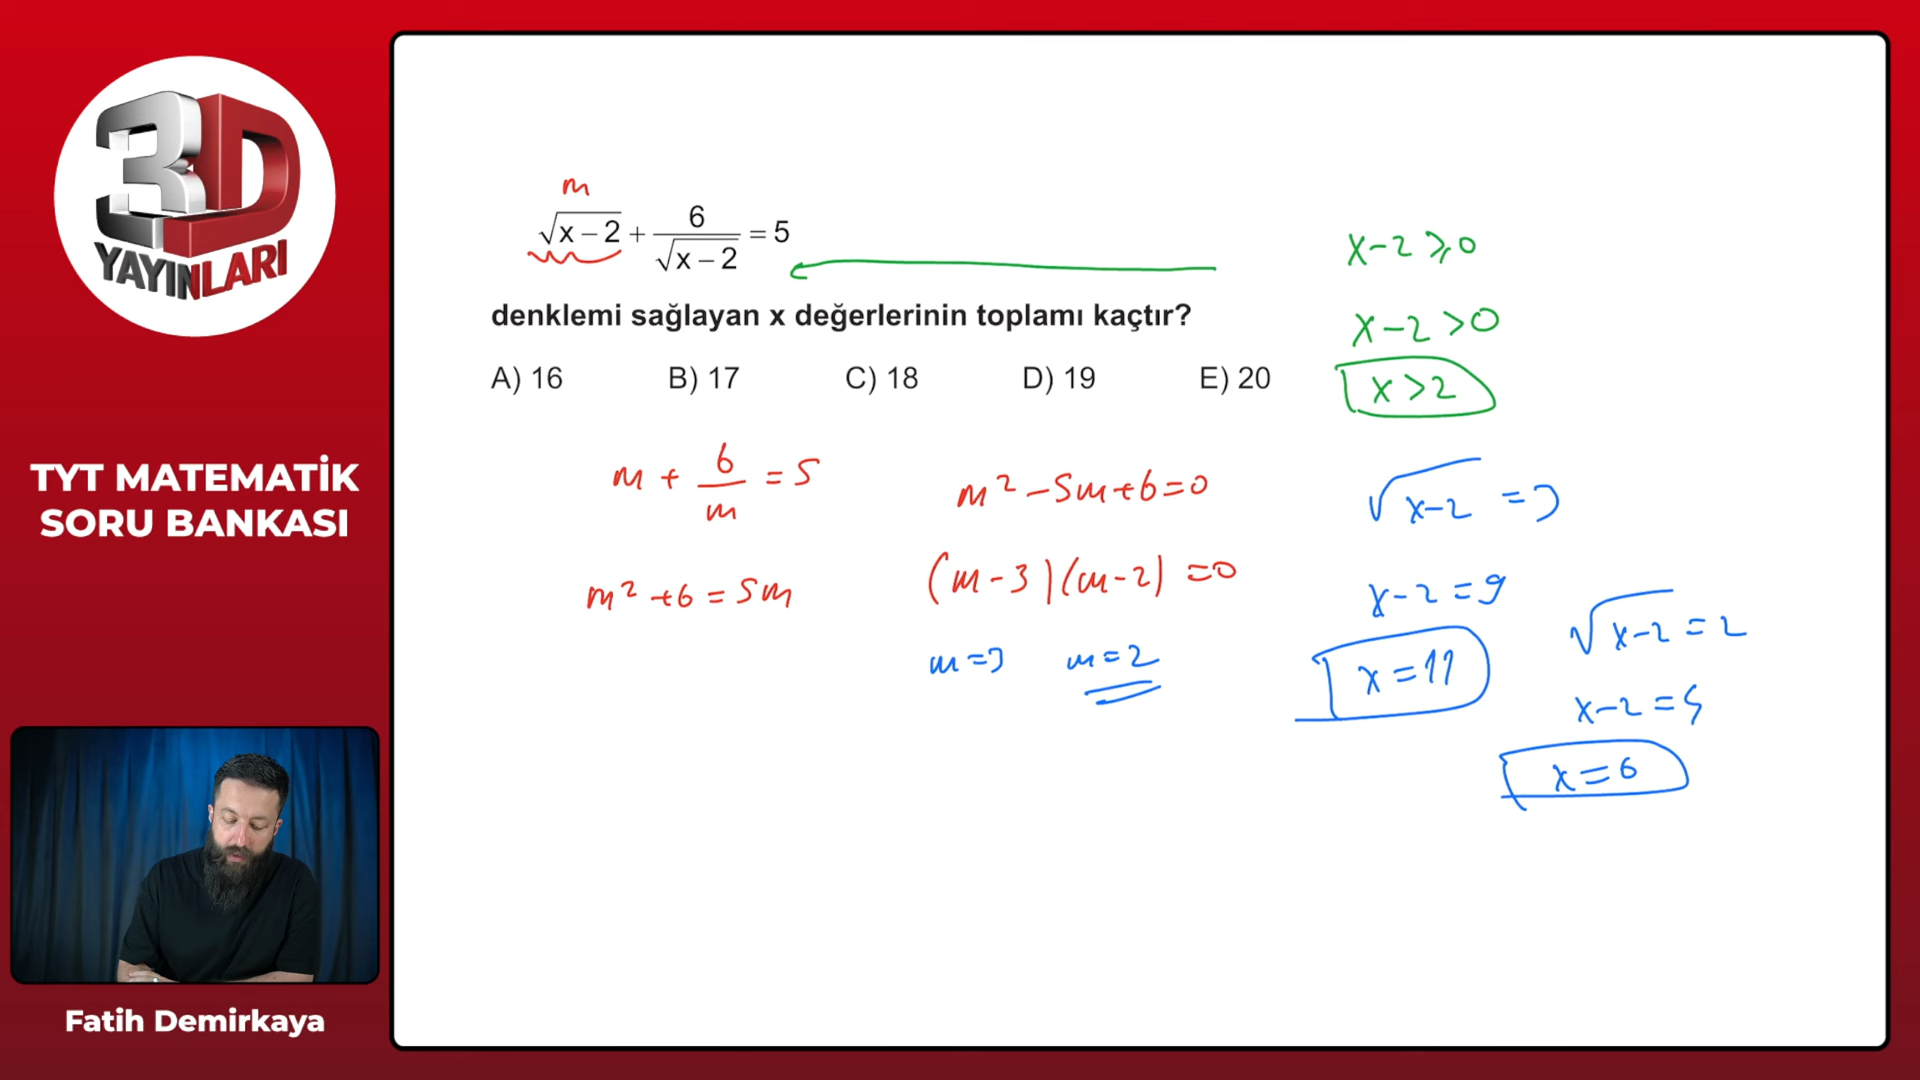 3D
YAYINLARI
TYT MATEMATİK
SORU BANKASI
Fatih Demirkaya
m
√x − 2 + 6/√x − 2 = 5
denklemi sağlayan x değerlerinin toplamı kaçtır?
A) 16 B) 17 C) 18 D) 19 E) 20
m + 6/m = 5
m² + 6 = 5m
m² − 5m + 6 = 0
(m − 3)(m − 2) = 0
m = 3 m = 2
x − 2 ⩾ 0
x − 2 > 0
x > 2
√x − 2 = 3
x − 2 = 9
x = 11
√x − 2 = 2
x − 2 = 4
x = 6